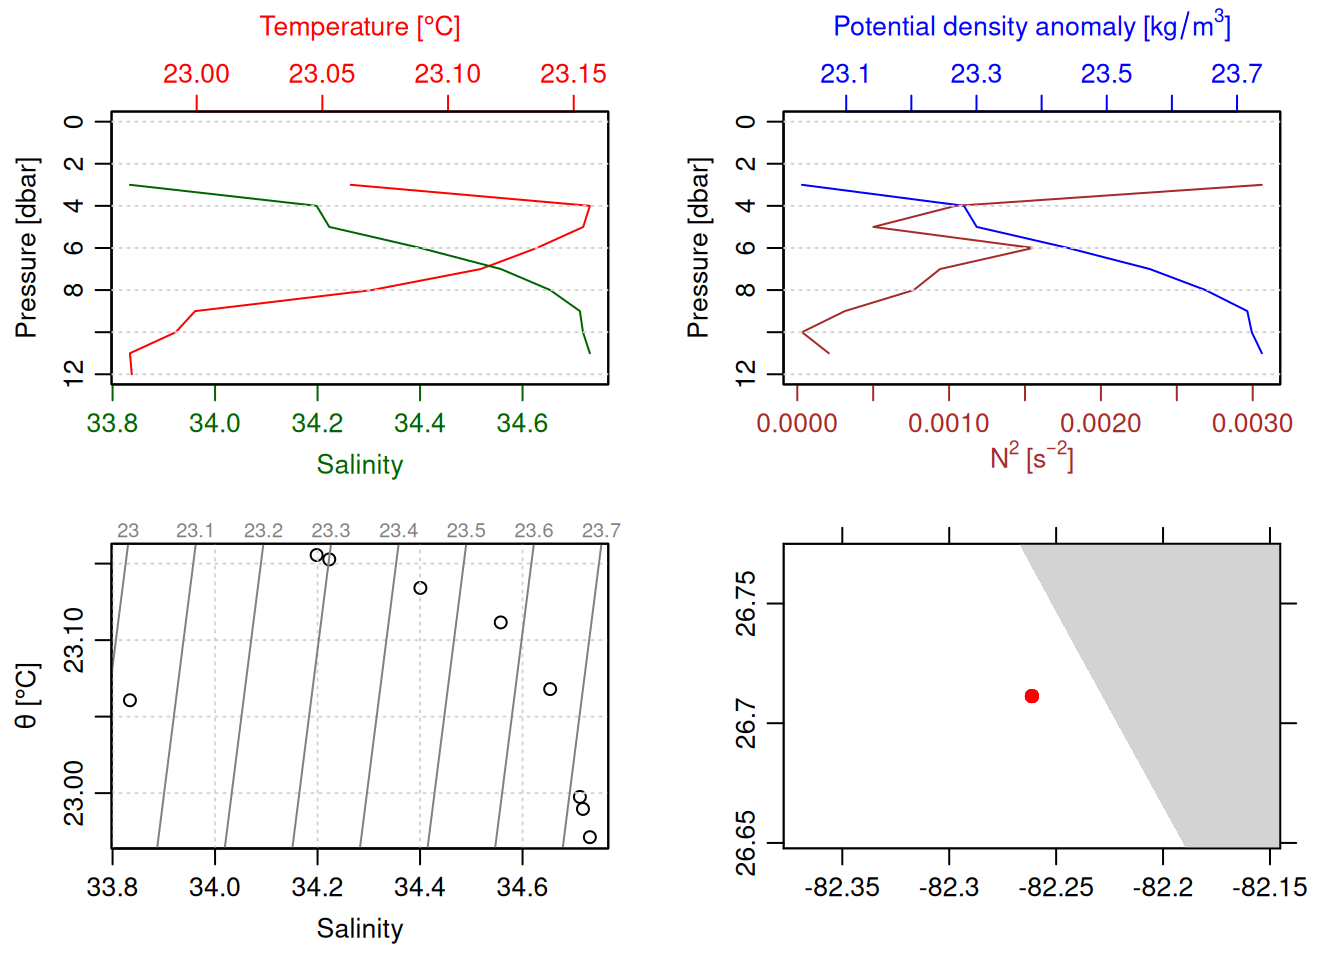 Temperature [°C]
23.00 23.05 23.10 23.15
0
2
4
6
8
12
Pressure [dbar]
33.8 34.0 34.2 34.4 34.6
Salinity
Potential density anomaly [kg/m³]
23.1 23.3 23.5 23.7
0
2
4
6
8
12
Pressure [dbar]
0.0000 0.0010 0.0020 0.0030
N² [s⁻²]
23 23.1 23.2 23.3 23.4 23.5 23.6 23.7
23.10
23.00
θ [°C]
33.8 34.0 34.2 34.4 34.6
Salinity
26.75
26.7
26.65
-82.35 -82.3 -82.25 -82.2 -82.15